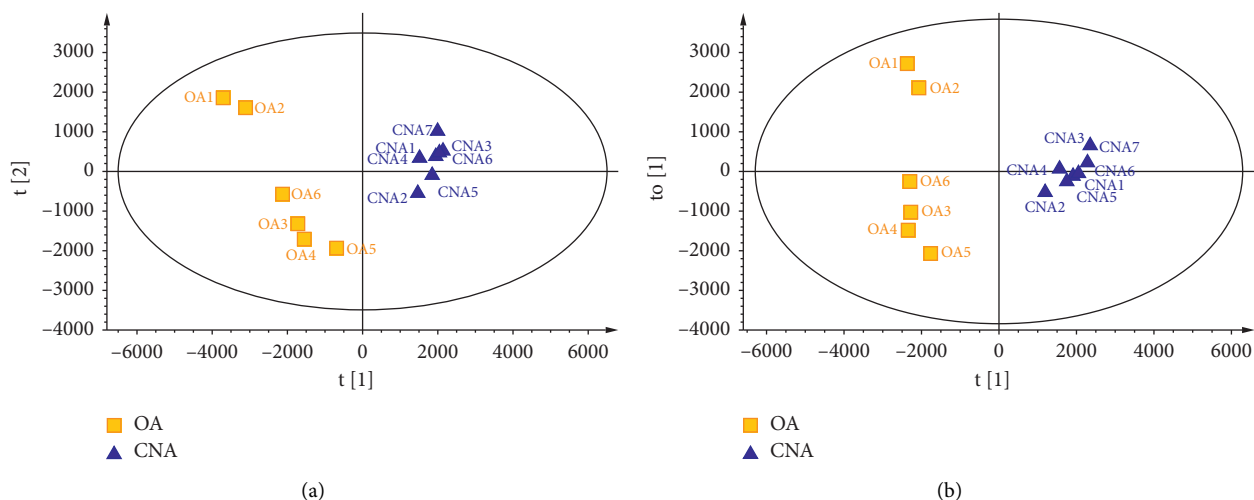 3000
2000
1000
0
−1000
−2000
−3000
−4000
t [2]
−6000 −4000 −2000 0 2000 4000 6000
t [1]
OA1
OA2
OA6
OA3
OA4
OA5
CNA7
CNA1
CNA3
CNA4
CNA6
CNA2
CNA5
OA
CNA
(a)
3000
2000
1000
0
−1000
−2000
−3000
−4000
to [1]
−6000 −4000 −2000 0 2000 4000 6000
t [1]
OA1
OA2
OA6
OA3
OA4
OA5
CNA3
CNA7
CNA4
CNA6
CNA1
CNA2
CNA5
OA
CNA
(b)